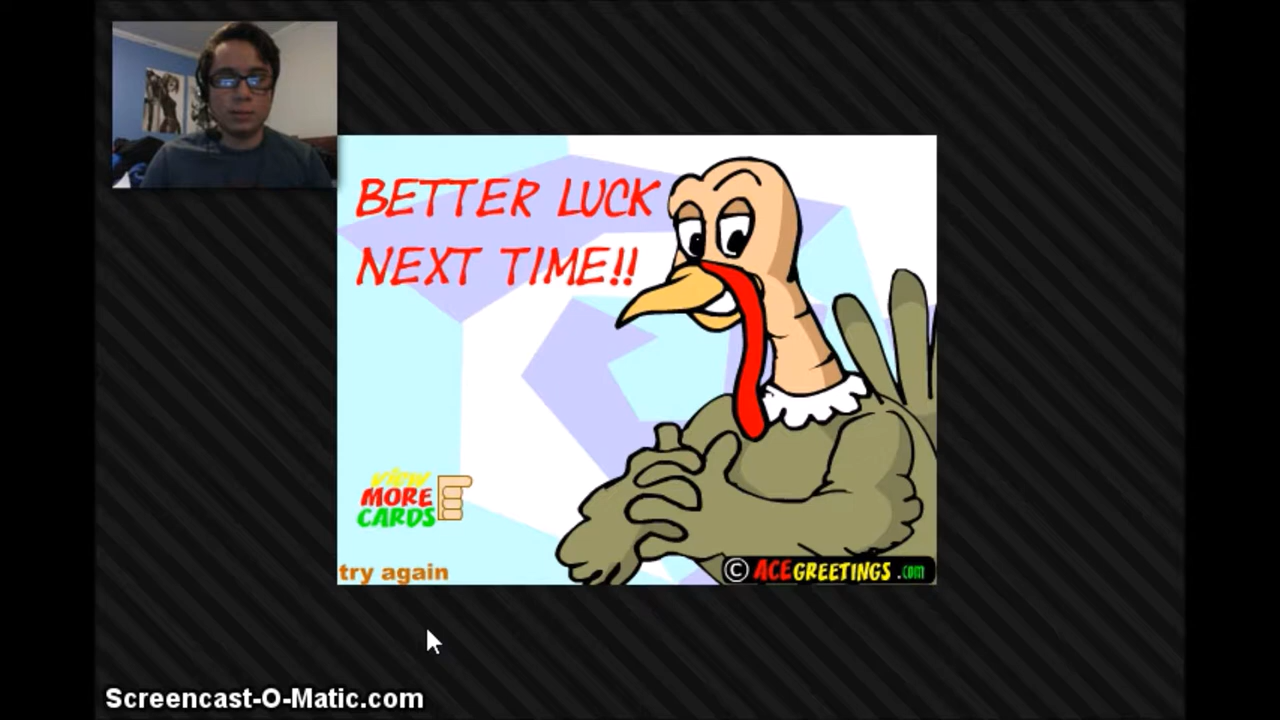 BETTER LUCK
NEXT TIME!!
view
MORE
CARDS
try again
© ACEGREETINGS.com
Screencast-O-Matic.com